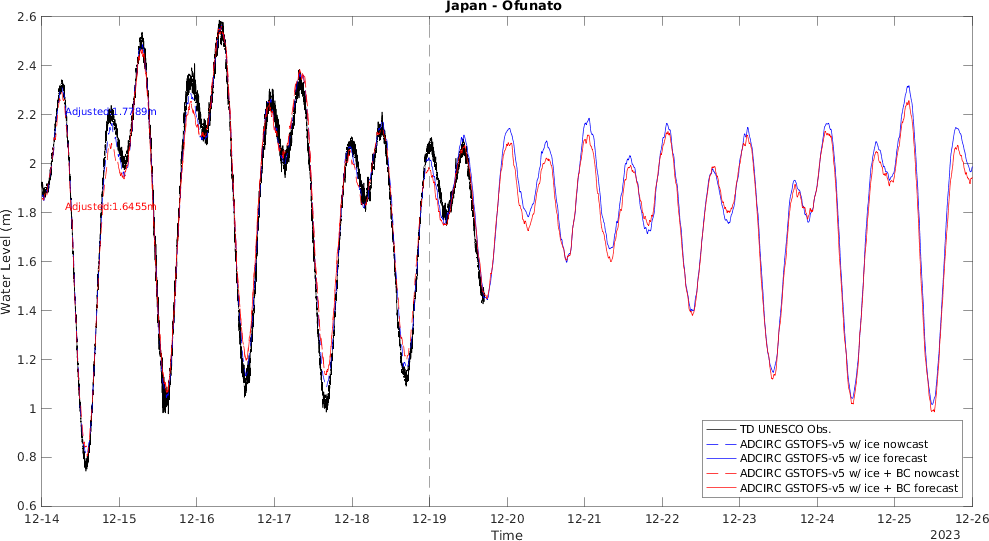 Japan - Ofunato
2.6
2.4
2.2
2
1.8
1.6
1.4
1.2
1
0.8
0.6
Water Level (m)
Adjusted:1.7789m
Adjusted:1.6455m
TD UNESCO Obs.
ADCIRC GSTOFS-v5 w/ ice nowcast
ADCIRC GSTOFS-v5 w/ ice forecast
ADCIRC GSTOFS-v5 w/ ice + BC nowcast
ADCIRC GSTOFS-v5 w/ ice + BC forecast
12-14 12-15 12-16 12-17 12-18 12-19 12-20 12-21 12-22 12-23 12-24 12-25 12-26
Time
2023